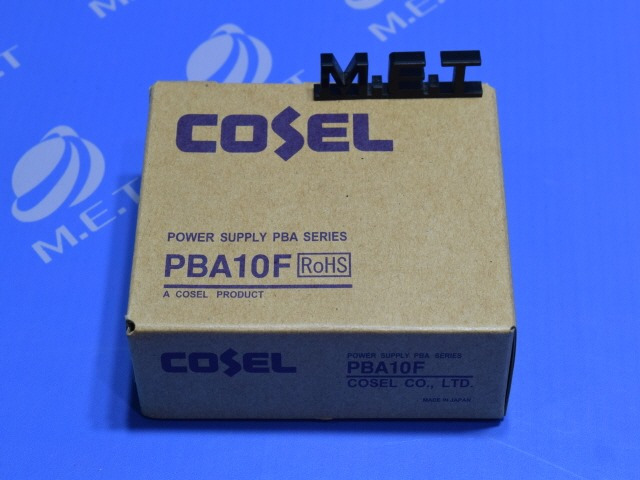 M.E.T
COSEL
POWER SUPPLY PBA SERIES
PBA10F RoHS
A COSEL PRODUCT
COSEL
POWER SUPPLY PBA SERIES
PBA10F
COSEL CO., LTD.
MADE IN JAPAN
M.E.T
M.E.T
M.E.T
M.E.T